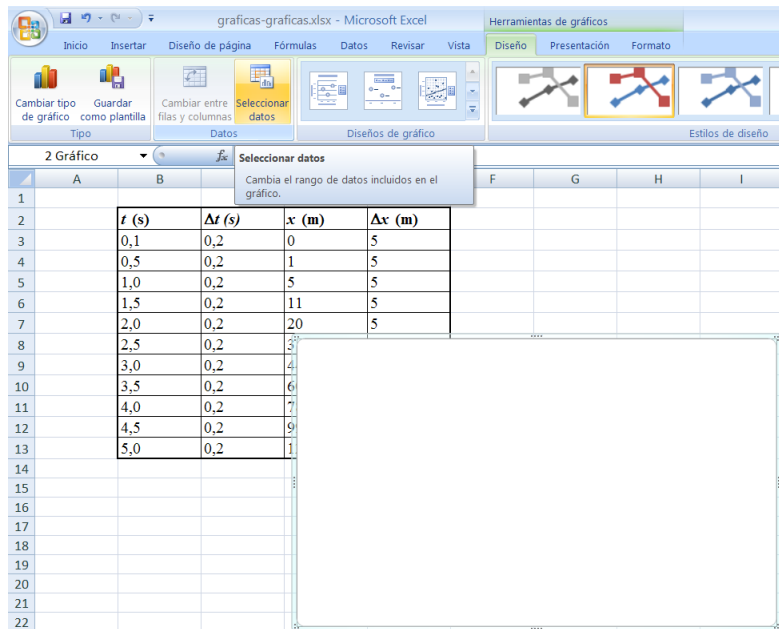 graficas-graficas.xlsx - Microsoft Excel
Herramientas de gráficos
Inicio Insertar Diseño de página Fórmulas Datos Revisar Vista Diseño Presentación Formato
Cambiar tipo de gráfico
Guardar como plantilla
Cambiar entre filas y columnas
Seleccionar datos
Tipo Datos Diseños de gráfico Estilos de diseño
2 Gráfico fx
Seleccionar datos
Cambia el rango de datos incluidos en el
gráfico.
A B F G H I
1
2 t (s) Δt (s) x (m) Δx (m)
3 0,1 0,2 0 5
4 0,5 0,2 1 5
5 1,0 0,2 5 5
6 1,5 0,2 11 5
7 2,0 0,2 20 5
8 2,5 0,2
9 3,0 0,2
10 3,5 0,2
11 4,0 0,2
12 4,5 0,2
13 5,0 0,2
14
15
16
17
18
19
20
21
22